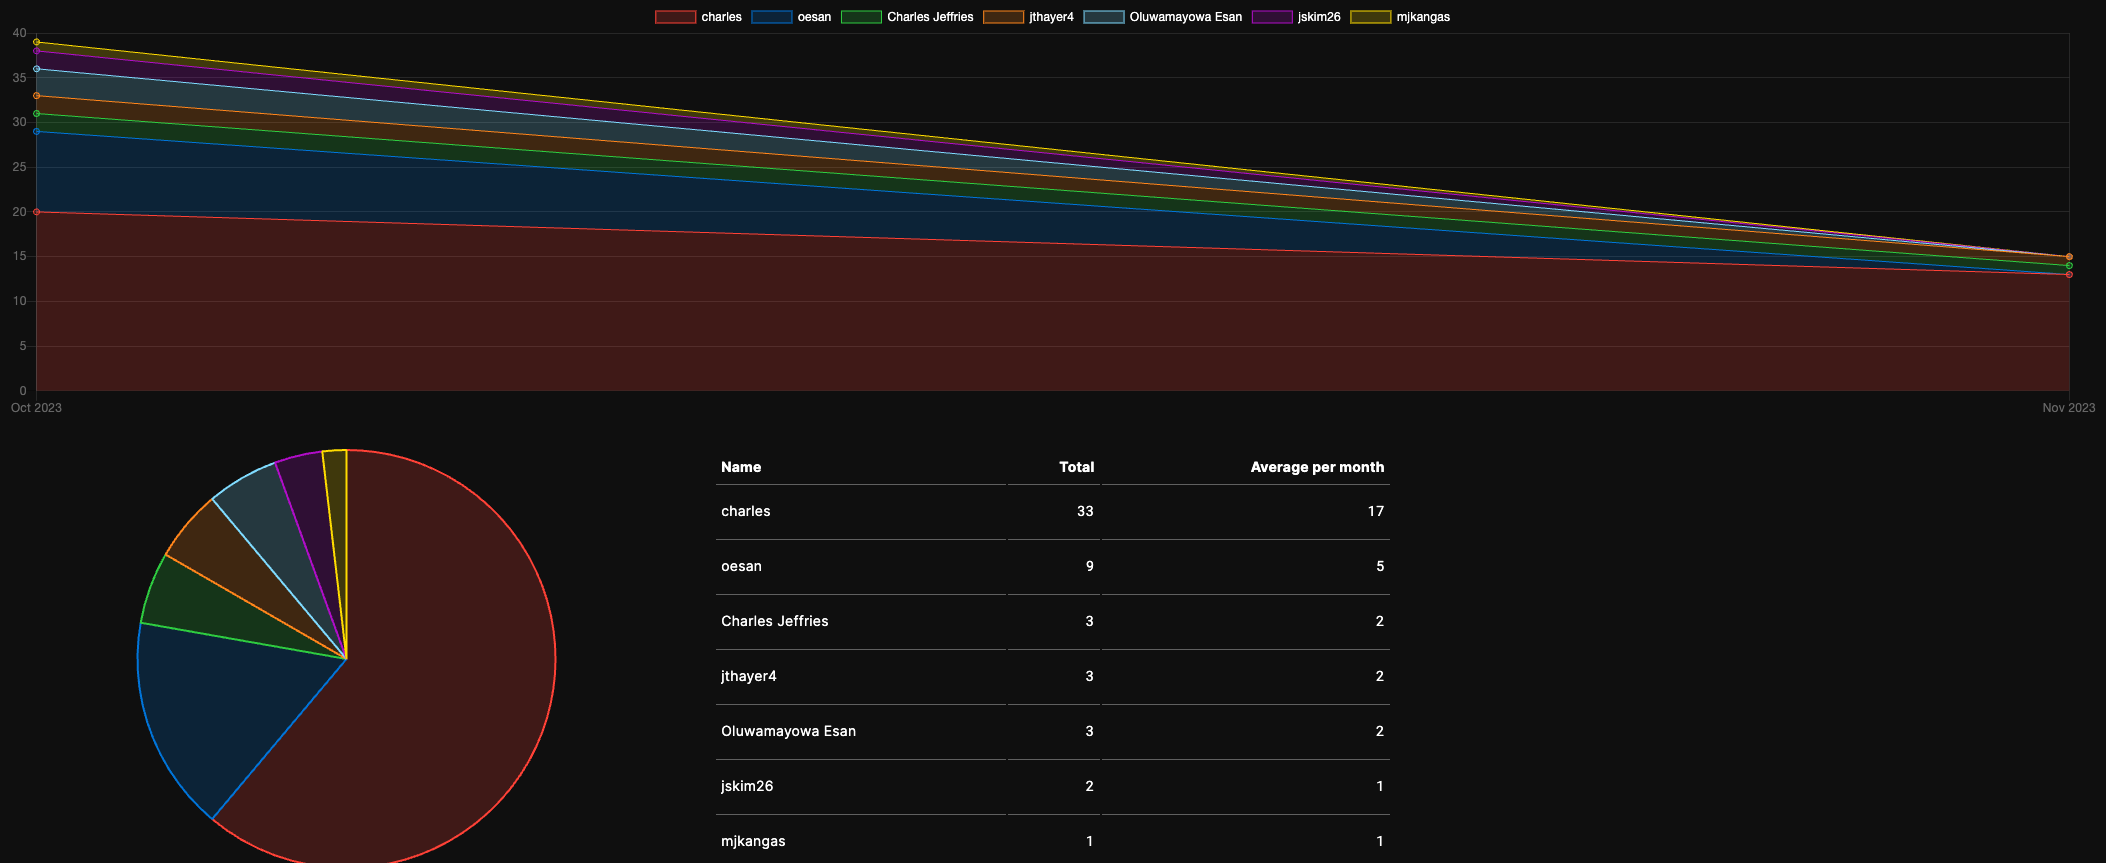 charles oesan Charles Jeffries jthayer4 Oluwamayowa Esan jskim26 mjkangas
40
35
30
25
20
15
10
5
0
Oct 2023 Nov 2023
Name Total Average per month
charles 33 17
oesan 9 5
Charles Jeffries 3 2
jthayer4 3 2
Oluwamayowa Esan 3 2
jskim26 2 1
mjkangas 1 1